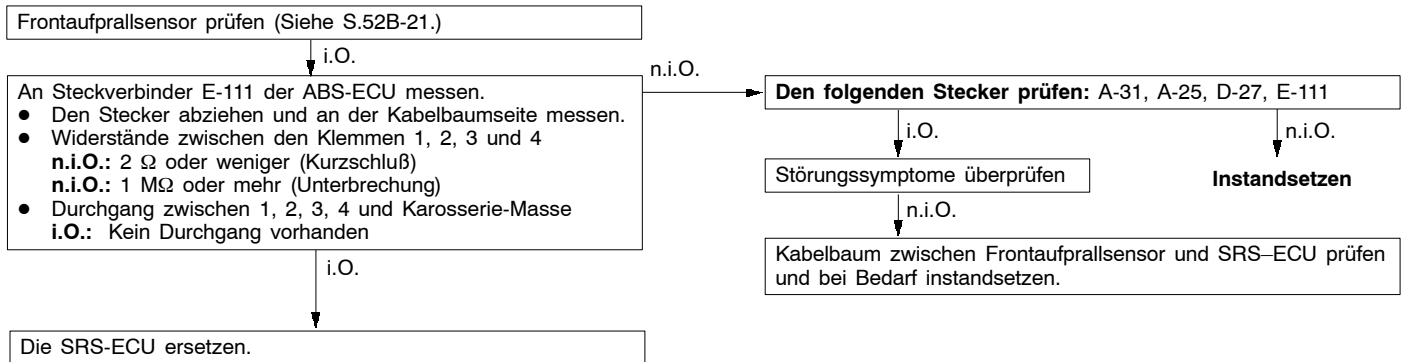 Frontaufprallsensor prüfen (Siehe S.52B-21.)
i.O.
An Steckverbinder E-111 der ABS-ECU messen.
● Den Stecker abziehen und an der Kabelbaumseite messen.
● Widerstände zwischen den Klemmen 1, 2, 3 und 4
n.i.O.: 2 Ω oder weniger (Kurzschluß)
n.i.O.: 1 MΩ oder mehr (Unterbrechung)
● Durchgang zwischen 1, 2, 3, 4 und Karosserie-Masse
i.O.: Kein Durchgang vorhanden
n.i.O.
Den folgenden Stecker prüfen: A-31, A-25, D-27, E-111
i.O.
n.i.O.
Störungssymptome überprüfen
Instandsetzen
n.i.O.
Kabelbaum zwischen Frontaufprallsensor und SRS–ECU prüfen
und bei Bedarf instandsetzen.
i.O.
Die SRS-ECU ersetzen.